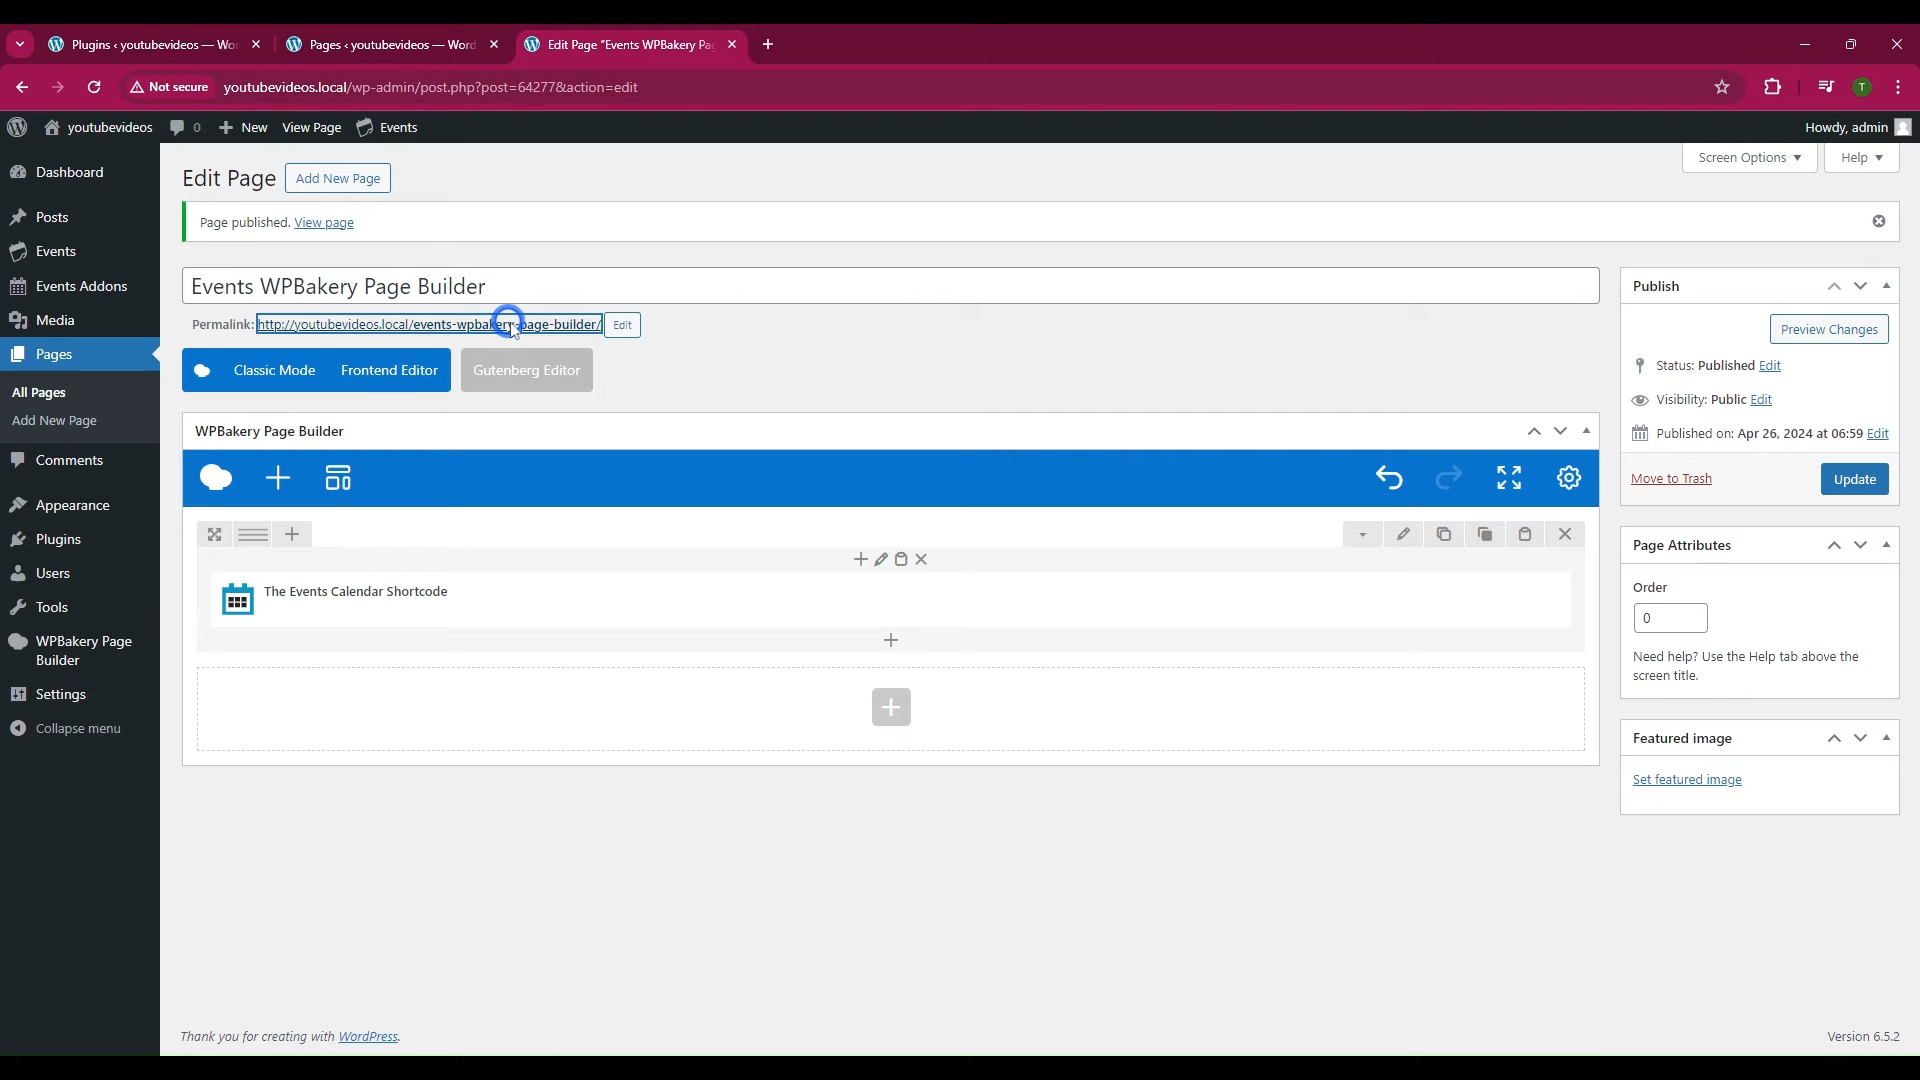 Plugins ‹ youtubevideos — Wo
Pages ‹ youtubevideos — Word
Edit Page "Events WPBakery Pa
Not secure
youtubevideos.local/wp-admin/post.php?post=64277&action=edit
T
youtubevideos
0
New
View Page
Events
Howdy, admin
Dashboard
Posts
Events
Events Addons
Media
Pages
All Pages
Add New Page
Comments
Appearance
Plugins
Users
Tools
WPBakery Page
Builder
Settings
Collapse menu
Screen Options
Help
Edit Page
Add New Page
Page published. View page
Events WPBakery Page Builder
Permalink: http://youtubevideos.local/events-wpbakery-page-builder/ Edit
Classic Mode
Frontend Editor
Gutenberg Editor
WPBakery Page Builder
The Events Calendar Shortcode
Publish
Preview Changes
Status: Published Edit
Visibility: Public Edit
Published on: Apr 26, 2024 at 06:59 Edit
Move to Trash
Update
Page Attributes
Order
0
Need help? Use the Help tab above the
screen title.
Featured image
Set featured image
Thank you for creating with WordPress.
Version 6.5.2